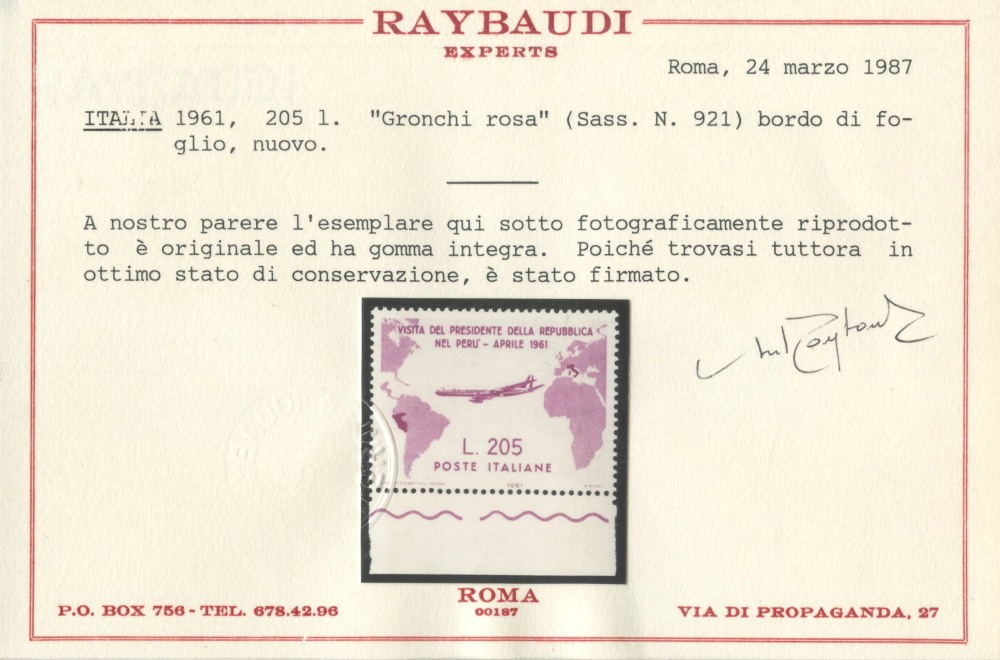 RAYBAUDI
EXPERTS
Roma, 24 marzo 1987
ITALIA 1961, 205 l. "Gronchi rosa" (Sass. N. 921) bordo di fo-
glio, nuovo.
A nostro parere l'esemplare qui sotto fotograficamente riprodot-
to è originale ed ha gomma integra. Poiché trovasi tuttora in
ottimo stato di conservazione, è stato firmato.
VISITA DEL PRESIDENTE DELLA REPUBBLICA
NEL PERU' - APRILE 1961
L. 205
POSTE ITALIANE
1961
ROMA
00187
P.O. BOX 756 - TEL. 678.42.96
VIA DI PROPAGANDA, 27